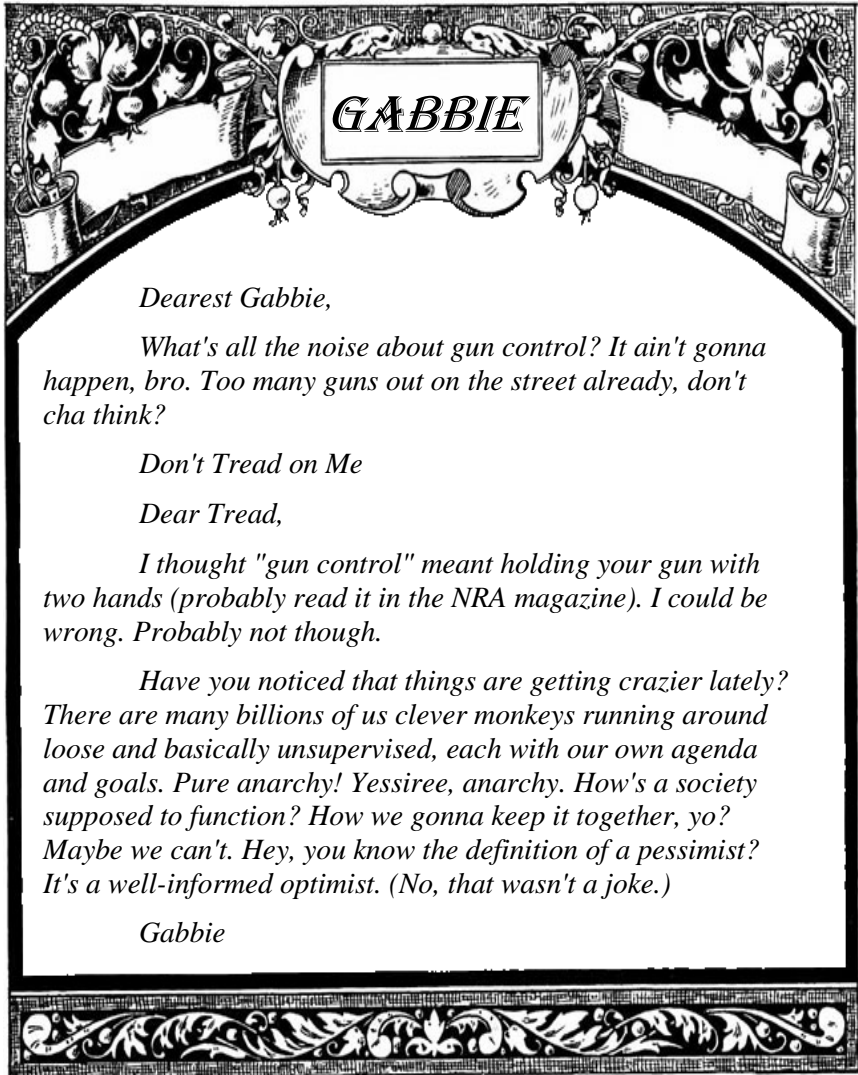 GABBIE
Dearest Gabbie,
What's all the noise about gun control? It ain't gonna
happen, bro. Too many guns out on the street already, don't
cha think?
Don't Tread on Me
Dear Tread,
I thought "gun control" meant holding your gun with
two hands (probably read it in the NRA magazine). I could be
wrong. Probably not though.
Have you noticed that things are getting crazier lately?
There are many billions of us clever monkeys running around
loose and basically unsupervised, each with our own agenda
and goals. Pure anarchy! Yessiree, anarchy. How's a society
supposed to function? How we gonna keep it together, yo?
Maybe we can't. Hey, you know the definition of a pessimist?
It's a well-informed optimist. (No, that wasn't a joke.)
Gabbie